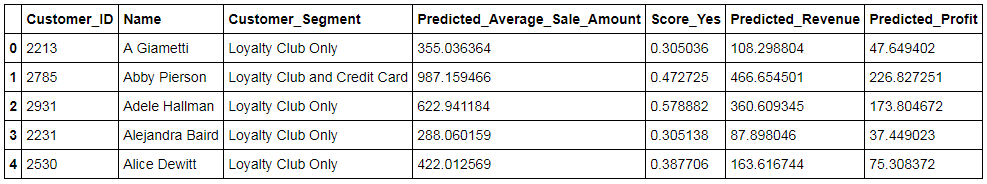 Customer_ID Name Customer_Segment Predicted_Average_Sale_Amount Score_Yes Predicted_Revenue Predicted_Profit
0 2213 A Giametti Loyalty Club Only 355.036364 0.305036 108.298804 47.649402
1 2785 Abby Pierson Loyalty Club and Credit Card 987.159466 0.472725 466.654501 226.827251
2 2931 Adele Hallman Loyalty Club Only 622.941184 0.578882 360.609345 173.804672
3 2231 Alejandra Baird Loyalty Club Only 288.060159 0.305138 87.898046 37.449023
4 2530 Alice Dewitt Loyalty Club Only 422.012569 0.387706 163.616744 75.308372